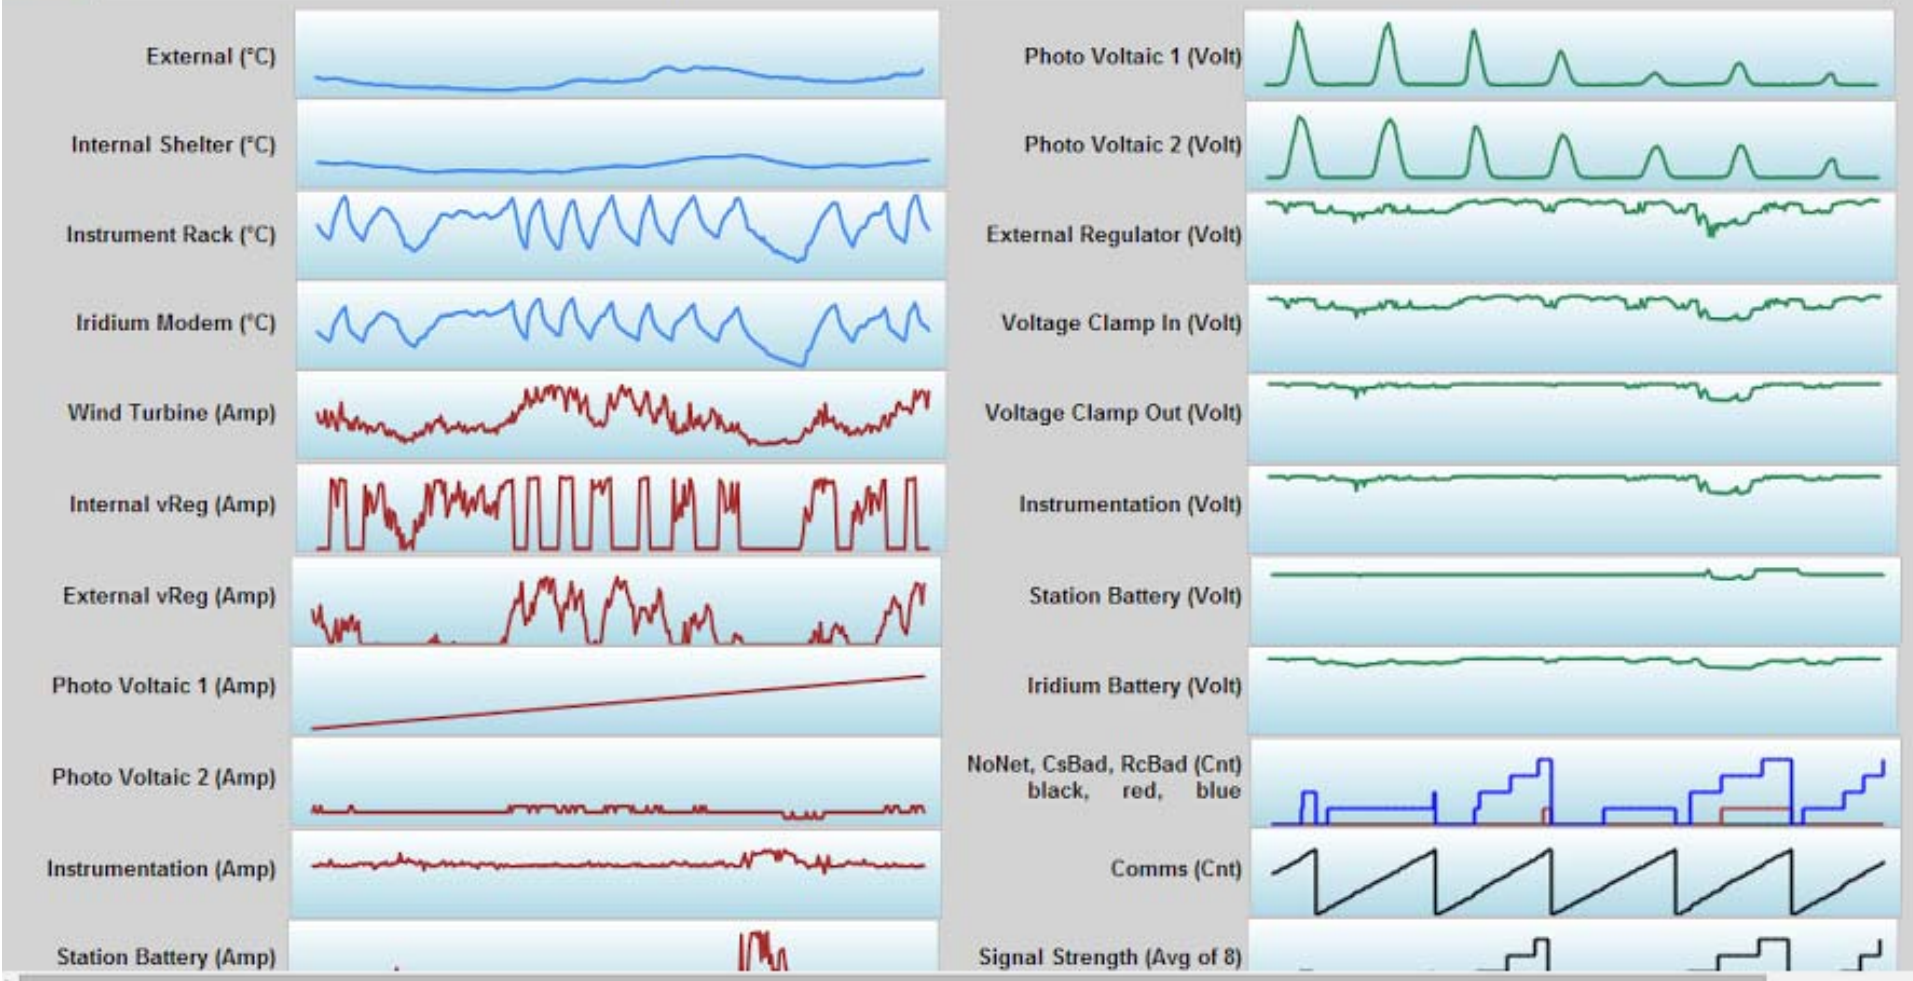 External (°C)
Internal Shelter (°C)
Instrument Rack (°C)
Iridium Modem (°C)
Wind Turbine (Amp)
Internal vReg (Amp)
External vReg (Amp)
Photo Voltaic 1 (Amp)
Photo Voltaic 2 (Amp)
Instrumentation (Amp)
Station Battery (Amp)
Photo Voltaic 1 (Volt)
Photo Voltaic 2 (Volt)
External Regulator (Volt)
Voltage Clamp In (Volt)
Voltage Clamp Out (Volt)
Instrumentation (Volt)
Station Battery (Volt)
Iridium Battery (Volt)
NoNet, CsBad, RcBad (Cnt)
black, red, blue
Comms (Cnt)
Signal Strength (Avg of 8)